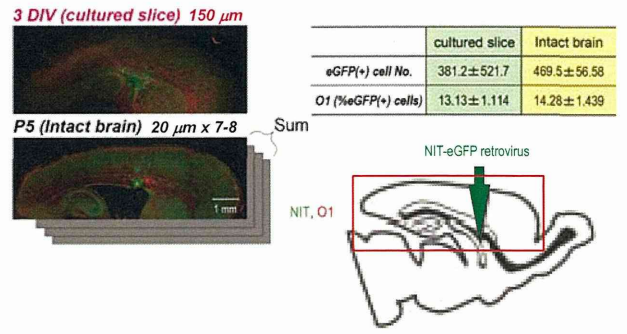 3 DIV (cultured slice) 150 μm
P5 (Intact brain) 20 μm x 7-8
Sum
1 mm
NIT, O1
cultured slice Intact brain
eGFP(+) cell No. 381.2±521.7 469.5±56.58
O1 (%eGFP(+) cells) 13.13±1.114 14.28±1.439
NIT-eGFP retrovirus